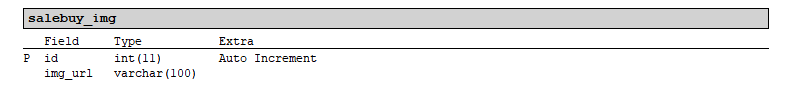 salebuy_img
Field Type Extra
P id int(11) Auto Increment
img_url varchar(100)